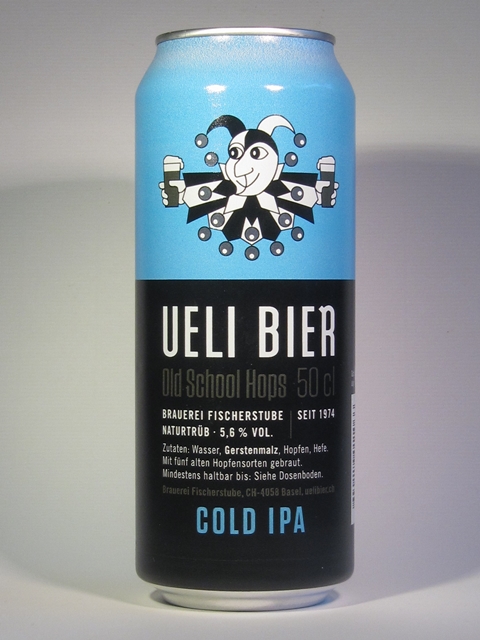 UELI BIER
Old School Hops 50 cl
BRAUEREI FISCHERSTUBE | SEIT 1974
NATURTRÜB · 5,6 % VOL.
Zutaten: Wasser, Gerstenmalz, Hopfen, Hefe.
Mit fünf alten Hopfensorten gebraut.
Mindestens haltbar bis: Siehe Dosenboden.
Brauerei Fischerstube, CH-4058 Basel, uelibier.ch
COLD IPA